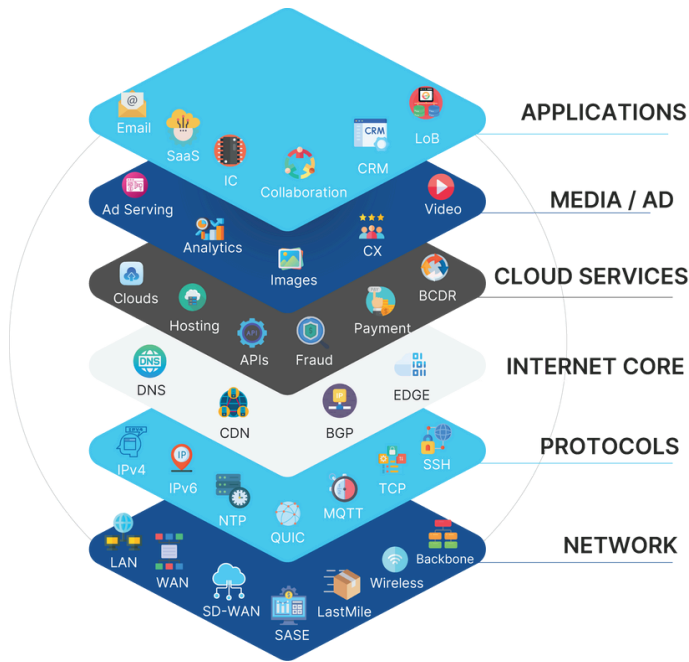 APPLICATIONS
Email
SaaS
IC
Collaboration
CRM
CRM
LoB
MEDIA / AD
Ad Serving
Analytics
Images
CX
Video
CLOUD SERVICES
Clouds
Hosting
API
APIs
Fraud
Payment
BCDR
INTERNET CORE
DNS
DNS
CDN
IP
BGP
EDGE
PROTOCOLS
IPv4
IP
IPv6
NTP
QUIC
MQTT
TCP
SSH
NETWORK
LAN
WAN
SD-WAN
SASE
LastMile
Wireless
Backbone